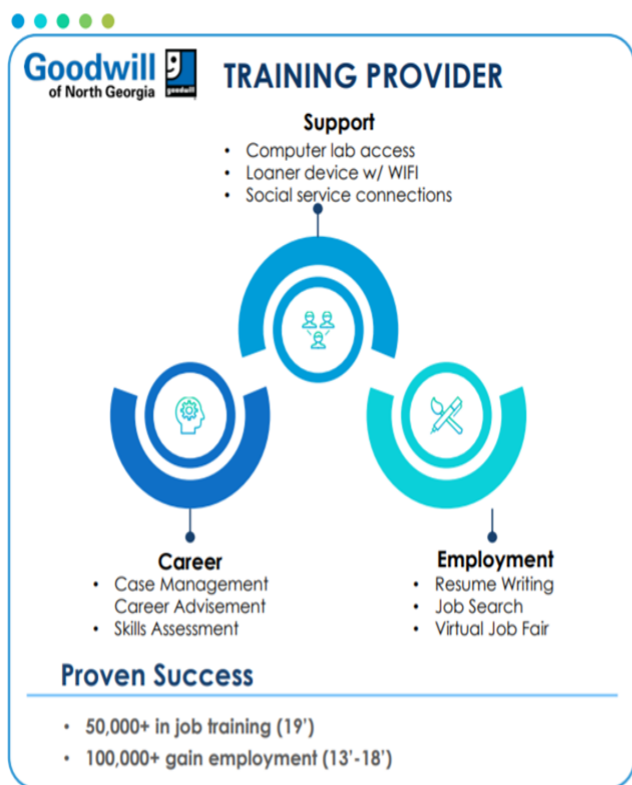 Goodwill
of North Georgia
goodwill
TRAINING PROVIDER
Support
• Computer lab access
• Loaner device w/ WIFI
• Social service connections
Career
• Case Management
Career Advisement
• Skills Assessment
Employment
• Resume Writing
• Job Search
• Virtual Job Fair
Proven Success
• 50,000+ in job training (19')
• 100,000+ gain employment (13'-18')